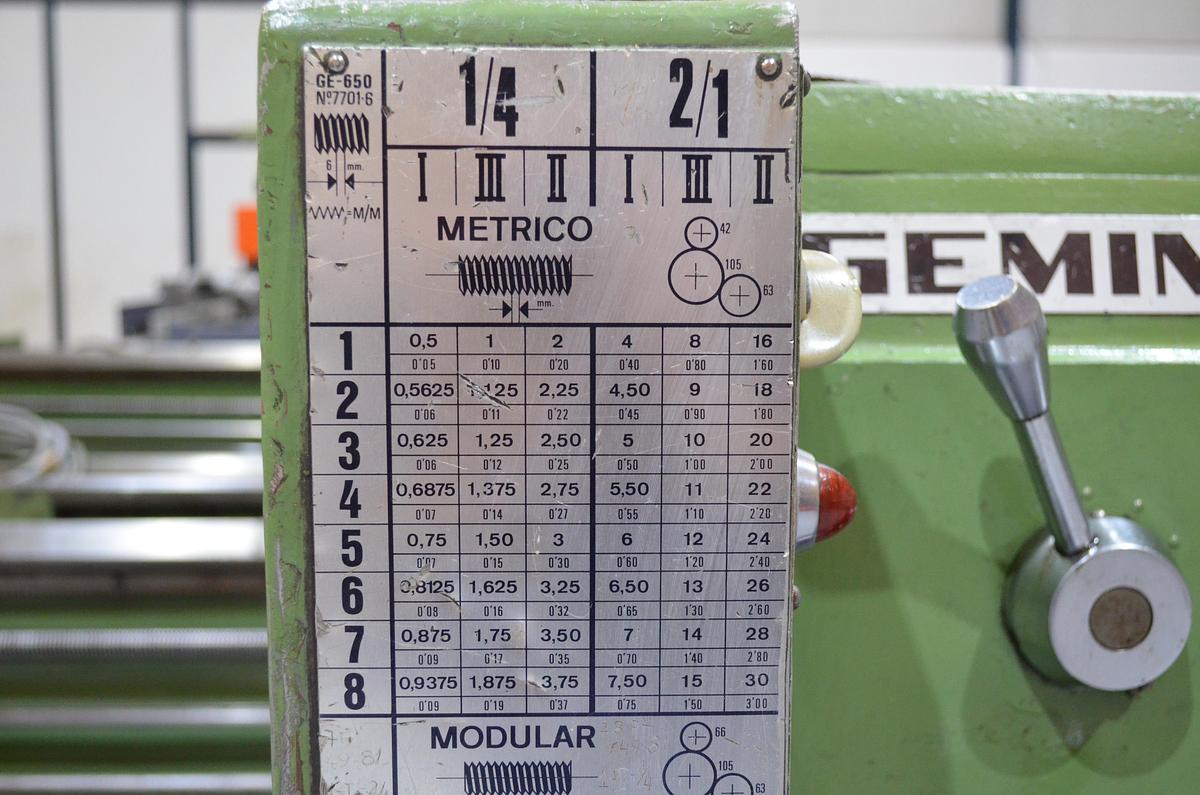 GE-650
Nº7701-6
6 mm.
=M/M
1/4 2/1
I III II I III II
METRICO
mm.
42
105
63
1 0,5 1 2 4 8 16
0'05 0'10 0'20 0'40 0'80 1'60
2 0,5625 1,125 2,25 4,50 9 18
0'06 0'11 0'22 0'45 0'90 1'80
3 0,625 1,25 2,50 5 10 20
0'06 0'12 0'25 0'50 1'00 2'00
4 0,6875 1,375 2,75 5,50 11 22
0'07 0'14 0'27 0'55 1'10 2'20
5 0,75 1,50 3 6 12 24
0'07 0'15 0'30 0'60 1'20 2'40
6 0,8125 1,625 3,25 6,50 13 26
0'08 0'16 0'32 0'65 1'30 2'60
7 0,875 1,75 3,50 7 14 28
0'09 0'17 0'35 0'70 1'40 2'80
8 0,9375 1,875 3,75 7,50 15 30
0'09 0'19 0'37 0'75 1'50 3'00
MODULAR
66
105
63
GEMIN